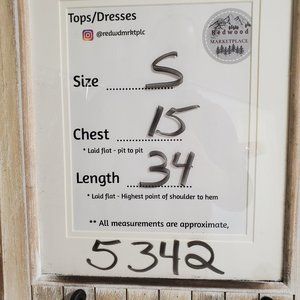 Tops/Dresses
@redwdmrktplc
Redwood
MARKETPLACE
Size ............ S
Chest ............ 15
* Laid flat - pit to pit
Length ............ 34
* Laid flat - Highest point of shoulder to hem
** All measurements are approximate,
5342